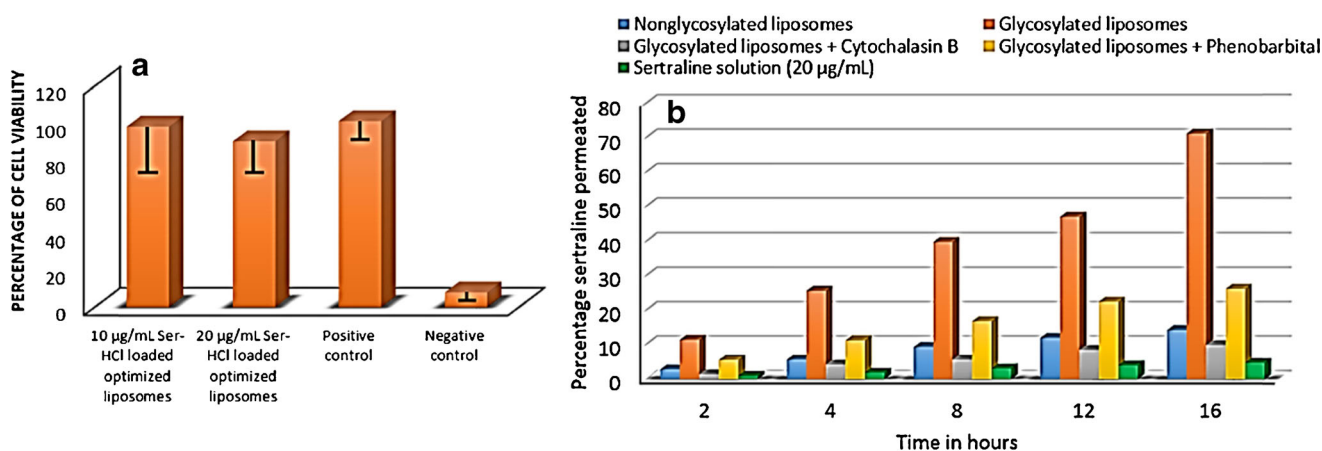 a
PERCENTAGE OF CELL VIABILITY
120
100
80
60
40
20
0
10 µg/mL Ser-
HCl loaded
optimized
liposomes
20 µg/mL Ser-
HCl loaded
optimized
liposomes
Positive
control
Negative
control
Nonglycosylated liposomes
Glycosylated liposomes
Glycosylated liposomes + Cytochalasin B
Glycosylated liposomes + Phenobarbital
Sertraline solution (20 µg/mL)
b
Percentage sertraline permeated
80
70
60
50
40
30
20
10
0
2 4 8 12 16
Time in hours